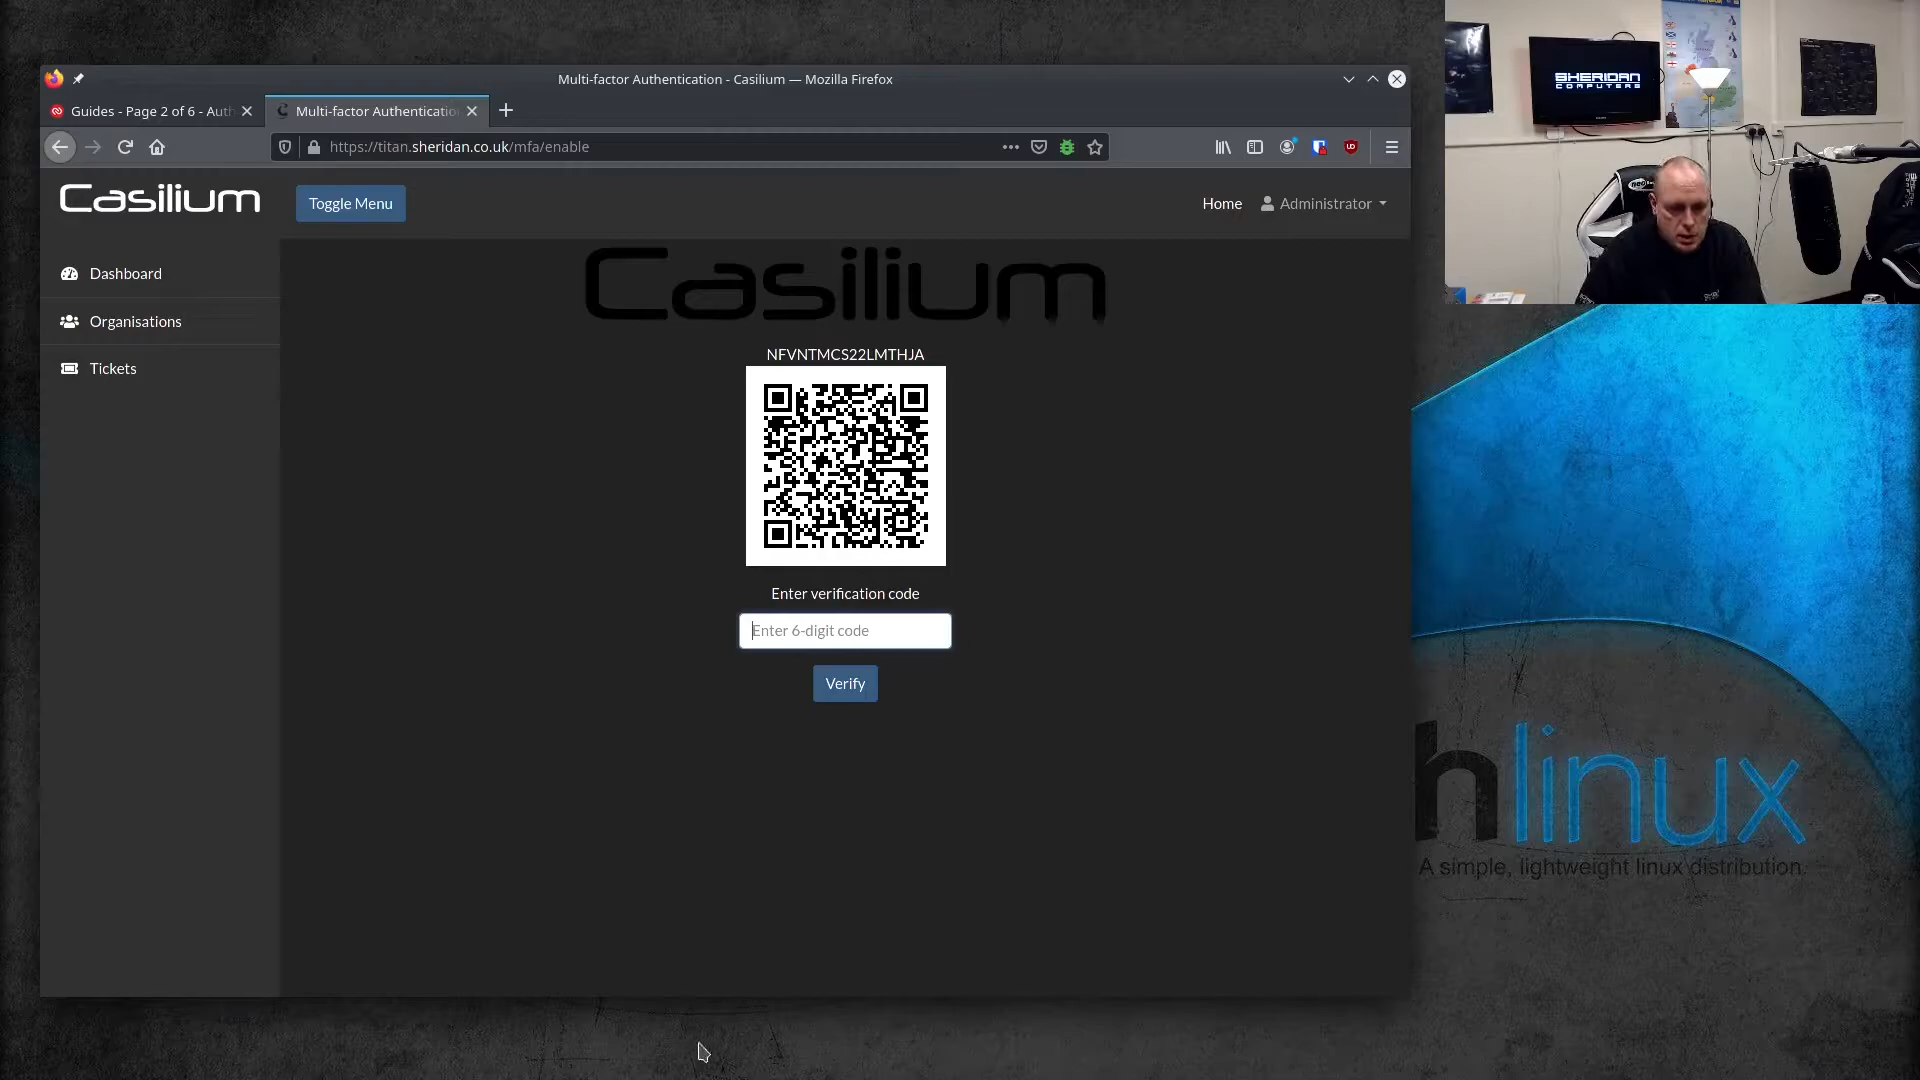 Multi-factor Authentication - Casilium — Mozilla Firefox
Guides - Page 2 of 6 - Auth
Multi-factor Authenticatio
https://titan.sheridan.co.uk/mfa/enable
Casilium
Toggle Menu
Home
Administrator
Dashboard
Organisations
Tickets
Casilium
NFVNTMCS22LMTHJA
Enter verification code
Enter 6-digit code
Verify
SHERIDAN
COMPUTERS
hlinux
A simple, lightweight linux distribution.